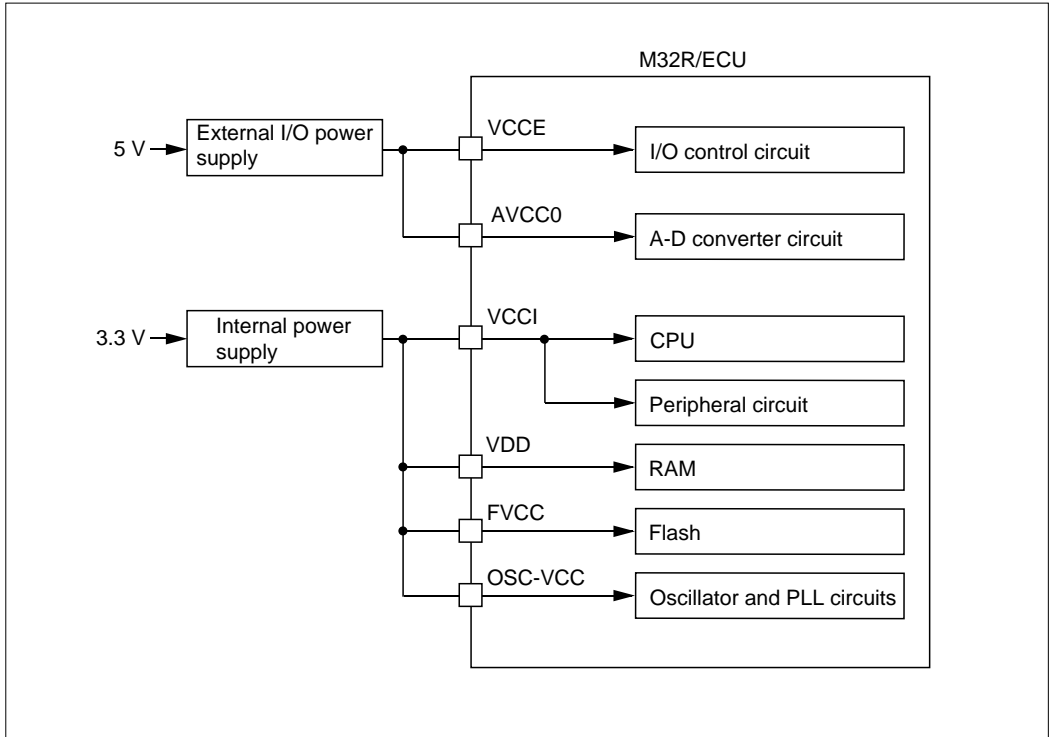 M32R/ECU
5 V
External I/O power
supply
VCCE
I/O control circuit
AVCC0
A-D converter circuit
3.3 V
Internal power
supply
VCCI
CPU
Peripheral circuit
VDD
RAM
FVCC
Flash
OSC-VCC
Oscillator and PLL circuits